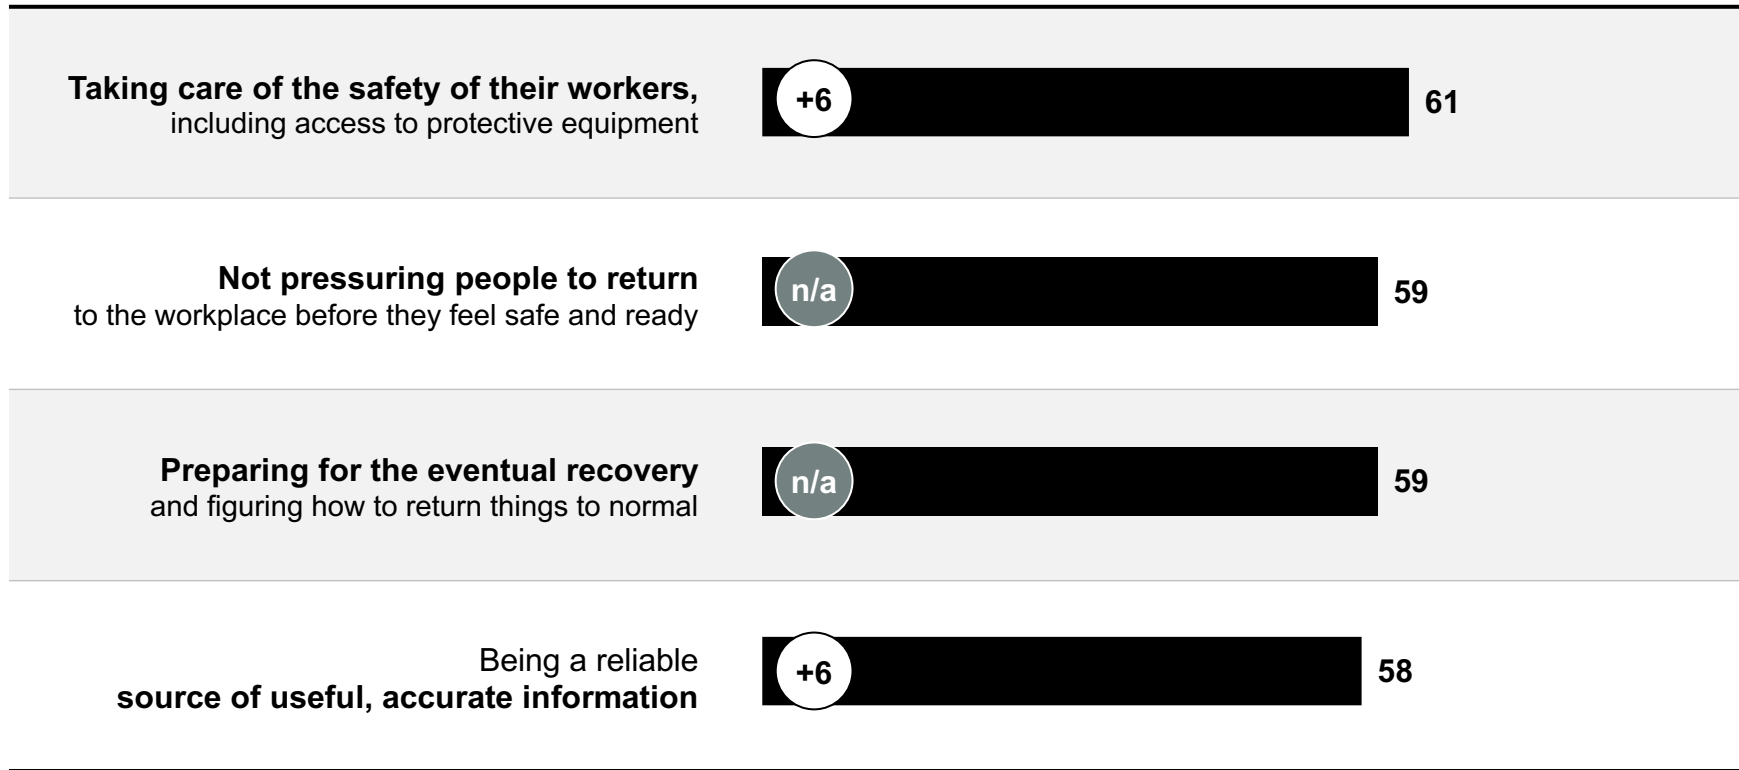 Taking care of the safety of their workers,
including access to protective equipment
+6
61
Not pressuring people to return
to the workplace before they feel safe and ready
n/a
59
Preparing for the eventual recovery
and figuring how to return things to normal
n/a
59
Being a reliable
source of useful, accurate information
+6
58